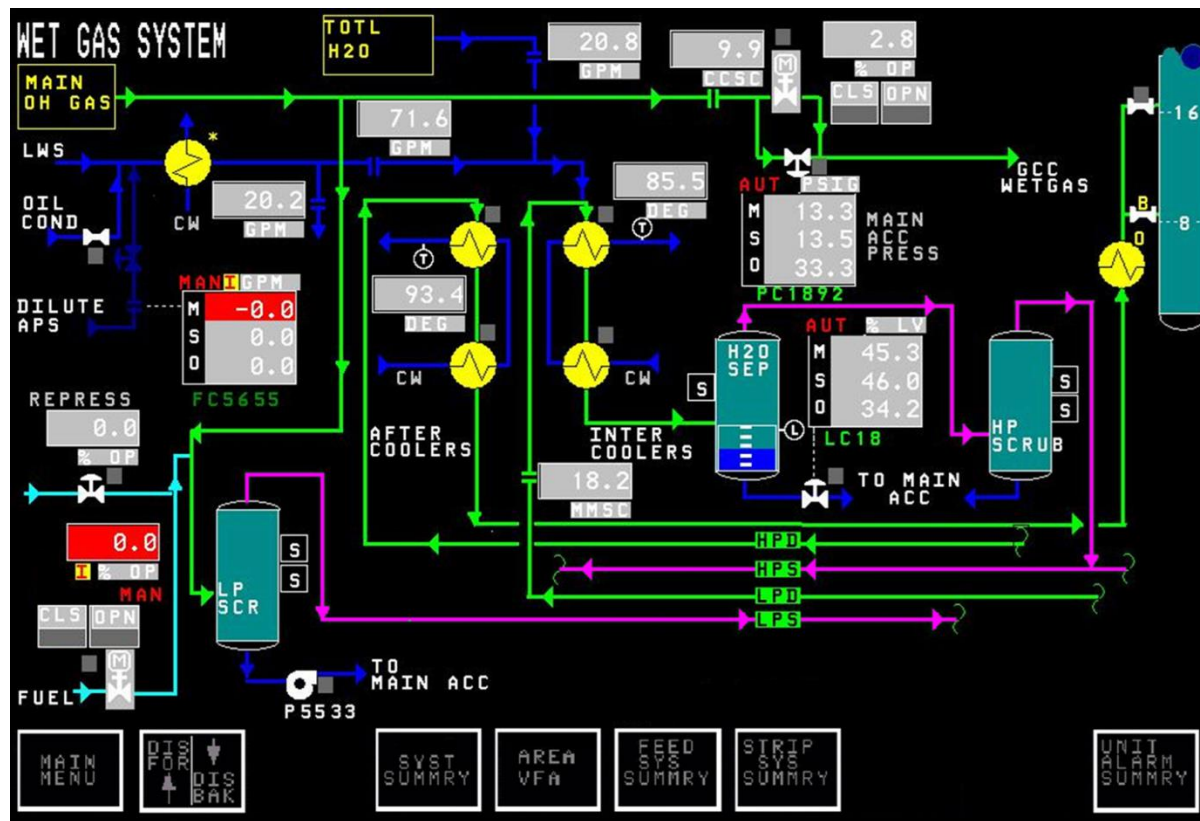 WET GAS SYSTEM
TOTL
H2O
20.8
GPM
9.9
CCSC
M
2.8
% OP
CLS OPN
MAIN
OH GAS
71.6
GPM
16
LWS
*
85.5
DEG
GCC
WETGAS
OIL
COND
CW
20.2
GPM
T
T
AUT PSIG
M 13.3
S 13.5
O 33.3
MAIN
ACC
PRESS
PC1892
B
8
O
DILUTE
APS
MAN I GPM
M -0.0
S 0.0
O 0.0
FC5655
93.4
DEG
CW
CW
H2O
SEP
S
L
AUT % LV
M 45.3
S 46.0
O 34.2
LC18
S
S
HP
SCRUB
REPRESS
0.0
% OP
AFTER
COOLERS
INTER
COOLERS
18.2
MMSC
TO MAIN
ACC
0.0
I % OP
MAN
CLS OPN
M
FUEL
LP
SCR
S
S
HPD
HPS
LPD
LPS
TO
MAIN ACC
P5533
MAIN
MENU
DIS
FOR
DIS
BAK
SYST
SUMMRY
AREA
VFA
FEED
SYS
SUMMRY
STRIP
SYS
SUMMRY
UNIT
ALARM
SUMMRY